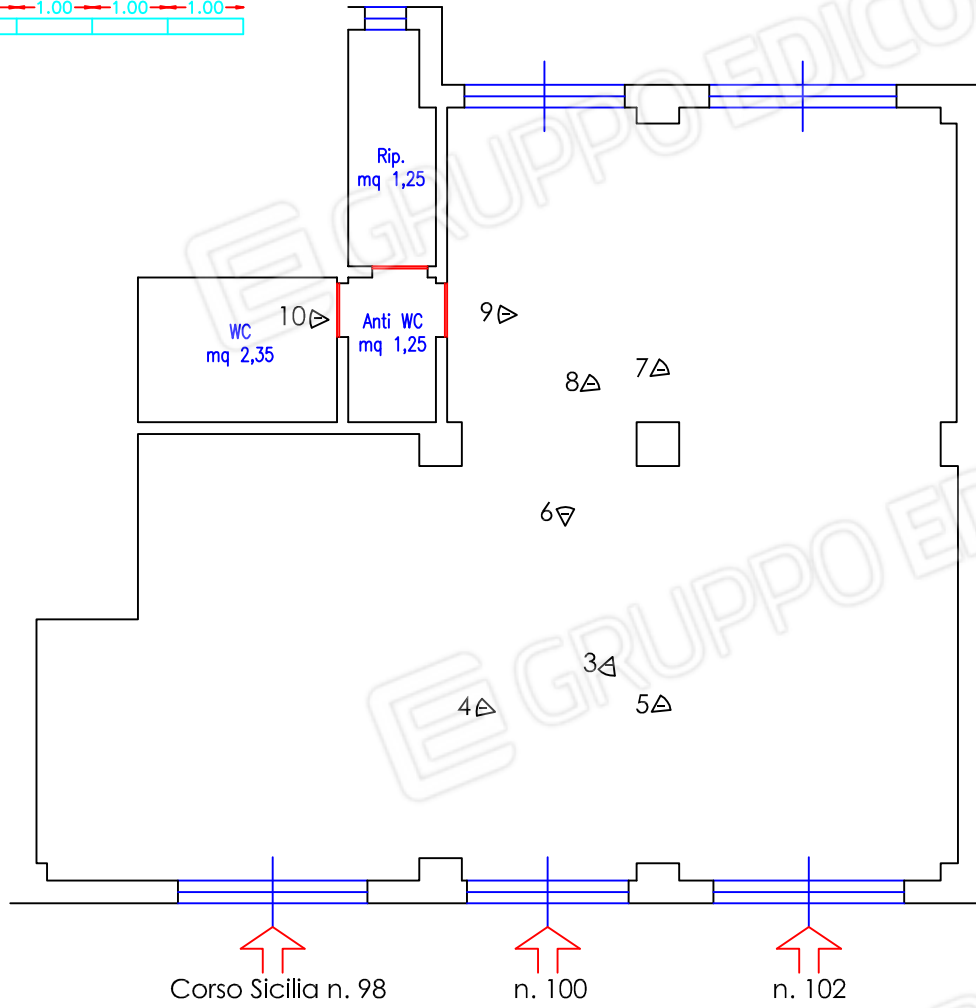 1.00 1.00 1.00
GRUPPO EDICO
Rip.
mq 1,25
10
WC
mq 2,35
Anti WC
mq 1,25
9
8
7
6
GRUPPO EDI
3
4
5
Corso Sicilia n. 98
n. 100
n. 102